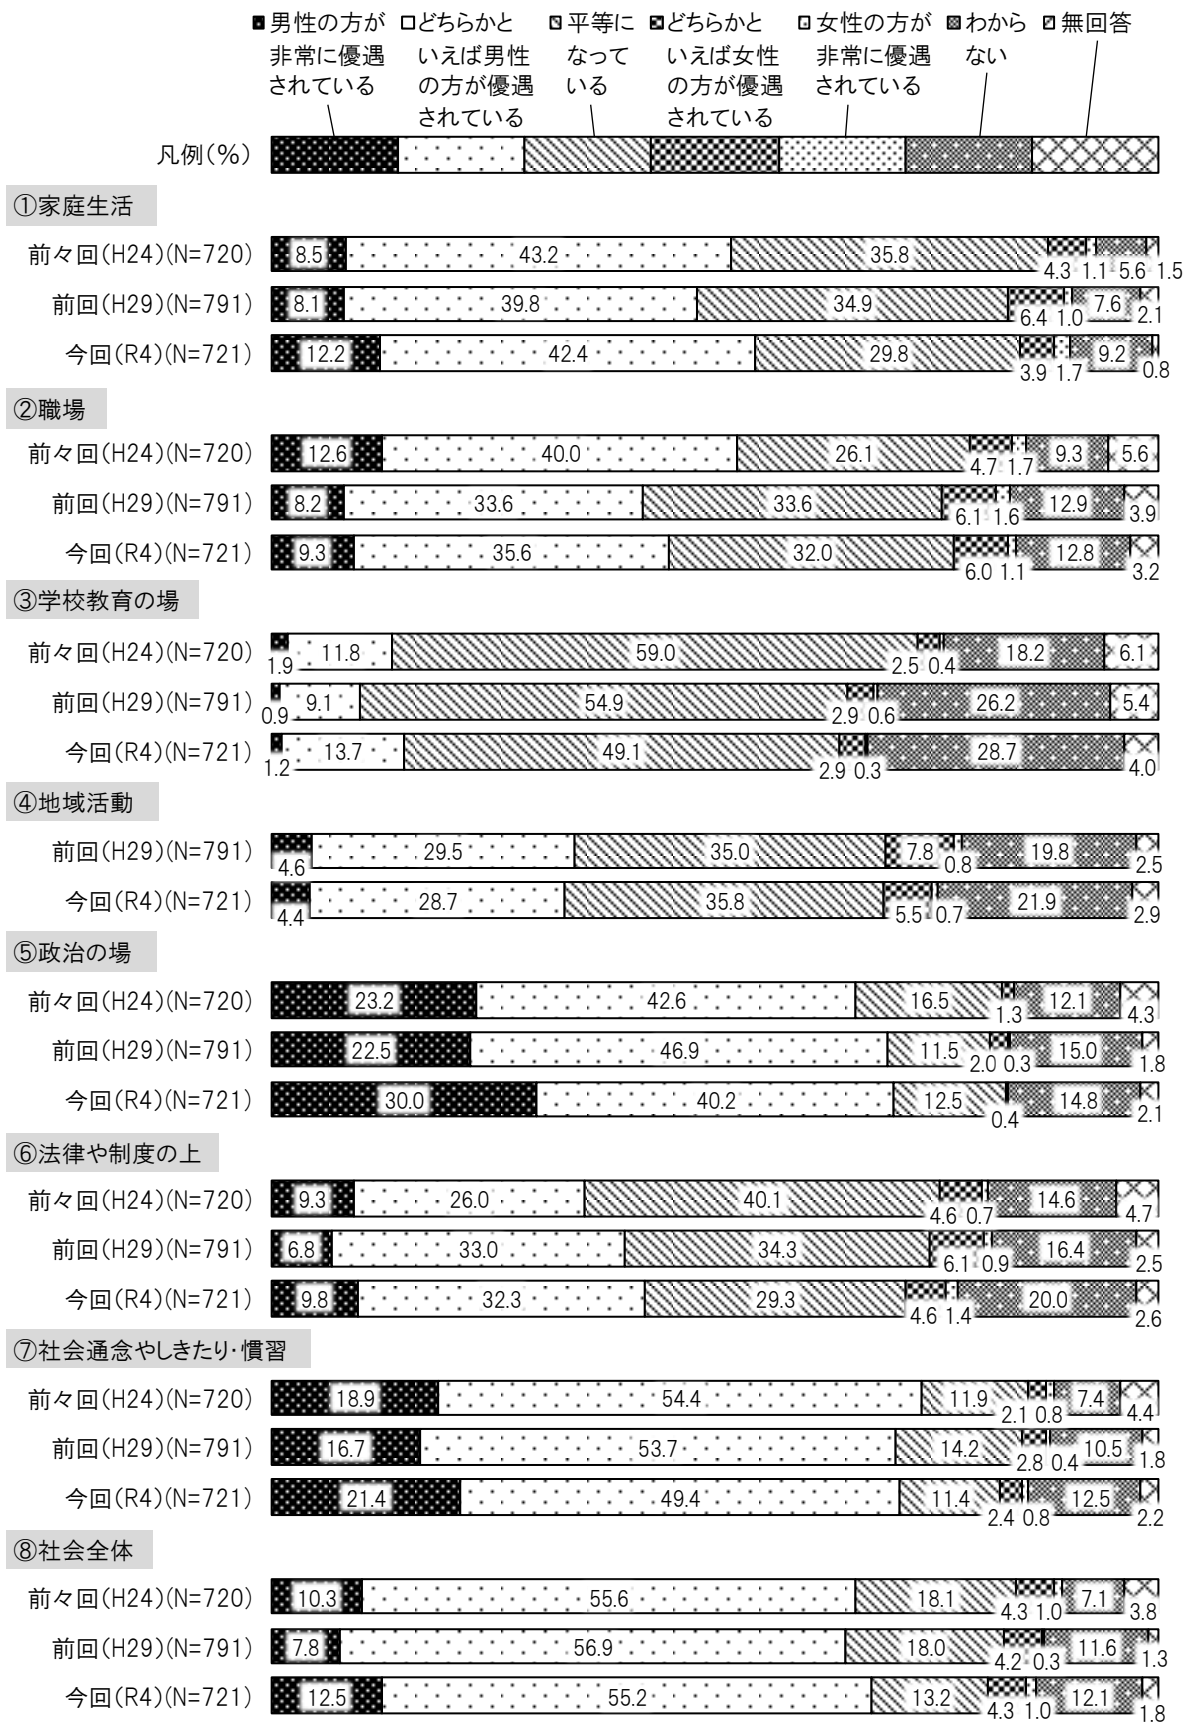 男性の方が
非常に優遇
されている
どちらかと
いえば男性
の方が優遇
されている
平等に
なって
いる
どちらかと
いえば女性
の方が優遇
されている
女性の方が
非常に優遇
されている
わから
ない
無回答
凡例(%)
①家庭生活
前々回(H24)(N=720) 8.5 43.2 35.8 4.3 1.1 5.6 1.5
前回(H29)(N=791) 8.1 39.8 34.9 6.4 1.0 7.6 2.1
今回(R4)(N=721) 12.2 42.4 29.8 3.9 1.7 9.2 0.8
②職場
前々回(H24)(N=720) 12.6 40.0 26.1 4.7 1.7 9.3 5.6
前回(H29)(N=791) 8.2 33.6 33.6 6.1 1.6 12.9 3.9
今回(R4)(N=721) 9.3 35.6 32.0 6.0 1.1 12.8 3.2
③学校教育の場
前々回(H24)(N=720) 1.9 11.8 59.0 2.5 0.4 18.2 6.1
前回(H29)(N=791) 0.9 9.1 54.9 2.9 0.6 26.2 5.4
今回(R4)(N=721) 1.2 13.7 49.1 2.9 0.3 28.7 4.0
④地域活動
前回(H29)(N=791) 4.6 29.5 35.0 7.8 0.8 19.8 2.5
今回(R4)(N=721) 4.4 28.7 35.8 5.5 0.7 21.9 2.9
⑤政治の場
前々回(H24)(N=720) 23.2 42.6 16.5 1.3 12.1 4.3
前回(H29)(N=791) 22.5 46.9 11.5 2.0 0.3 15.0 1.8
今回(R4)(N=721) 30.0 40.2 12.5 0.4 14.8 2.1
⑥法律や制度の上
前々回(H24)(N=720) 9.3 26.0 40.1 4.6 0.7 14.6 4.7
前回(H29)(N=791) 6.8 33.0 34.3 6.1 0.9 16.4 2.5
今回(R4)(N=721) 9.8 32.3 29.3 4.6 1.4 20.0 2.6
⑦社会通念やしきたり・慣習
前々回(H24)(N=720) 18.9 54.4 11.9 2.1 0.8 7.4 4.4
前回(H29)(N=791) 16.7 53.7 14.2 2.8 0.4 10.5 1.8
今回(R4)(N=721) 21.4 49.4 11.4 2.4 0.8 12.5 2.2
⑧社会全体
前々回(H24)(N=720) 10.3 55.6 18.1 4.3 1.0 7.1 3.8
前回(H29)(N=791) 7.8 56.9 18.0 4.2 0.3 11.6 1.3
今回(R4)(N=721) 12.5 55.2 13.2 4.3 1.0 12.1 1.8